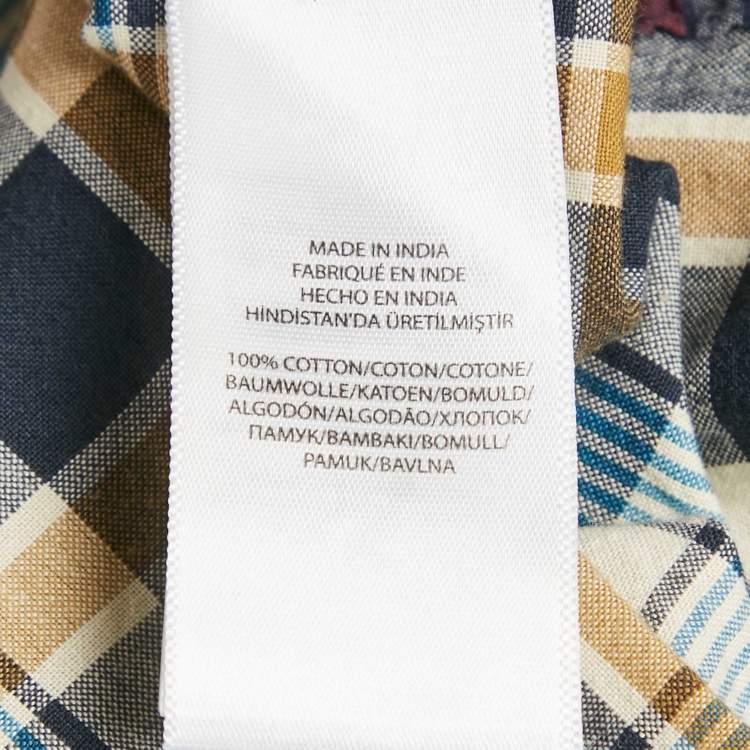 MADE IN INDIA
FABRIQUÉ EN INDE
HECHO EN INDIA
HİNDİSTAN'DA ÜRETİLMİŞTİR
100% COTTON/COTON/COTONE/
BAUMWOLLE/KATOEN/BOMULD/
ALGODÓN/ALGODÃO/ХЛОПОК/
ПАМУК/BAMBAKI/BOMULL/
PAMUK/BAVLNA